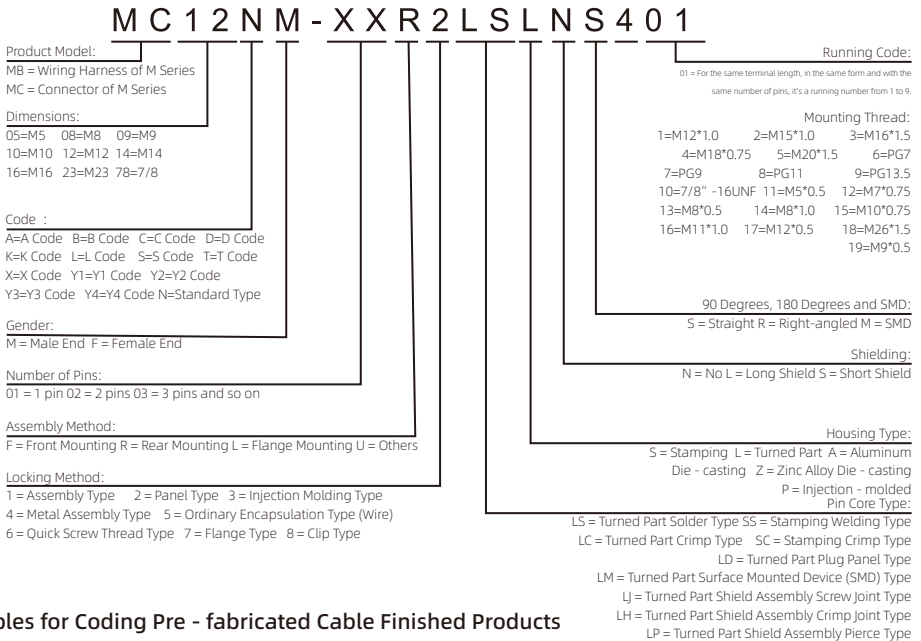 MC12NM-XXR2LSLNS401
Product Model:
MB = Wiring Harness of M Series
MC = Connector of M Series
Dimensions:
05=M5 08=M8 09=M9
10=M10 12=M12 14=M14
16=M16 23=M23 78=7/8
Code :
A=A Code B=B Code C=C Code D=D Code
K=K Code L=L Code S=S Code T=T Code
X=X Code Y1=Y1 Code Y2=Y2 Code
Y3=Y3 Code Y4=Y4 Code N=Standard Type
Gender:
M = Male End F = Female End
Number of Pins:
01 = 1 pin 02 = 2 pins 03 = 3 pins and so on
Assembly Method:
F = Front Mounting R = Rear Mounting L = Flange Mounting U = Others
Locking Method:
1 = Assembly Type 2 = Panel Type 3 = Injection Molding Type
4 = Metal Assembly Type 5 = Ordinary Encapsulation Type (Wire)
6 = Quick Screw Thread Type 7 = Flange Type 8 = Clip Type
Running Code:
01 = For the same terminal length, in the same form and with the
same number of pins, it's a running number from 1 to 9.
Mounting Thread:
1=M12*1.0 2=M15*1.0 3=M16*1.5
4=M18*0.75 5=M20*1.5 6=PG7
7=PG9 8=PG11 9=PG13.5
10=7/8" -16UNF 11=M5*0.5 12=M7*0.75
13=M8*0.5 14=M8*1.0 15=M10*0.75
16=M11*1.0 17=M12*0.5 18=M26*1.5
19=M9*0.5
90 Degrees, 180 Degrees and SMD:
S = Straight R = Right-angled M = SMD
Shielding:
N = No L = Long Shield S = Short Shield
Housing Type:
S = Stamping L = Turned Part A = Aluminum
Die - casting Z = Zinc Alloy Die - casting
P = Injection - molded
Pin Core Type:
LS = Turned Part Solder Type SS = Stamping Welding Type
LC = Turned Part Crimp Type SC = Stamping Crimp Type
LD = Turned Part Plug Panel Type
LM = Turned Part Surface Mounted Device (SMD) Type
LJ = Turned Part Shield Assembly Screw Joint Type
LH = Turned Part Shield Assembly Crimp Joint Type
LP = Turned Part Shield Assembly Pierce Type
ples for Coding Pre - fabricated Cable Finished Products